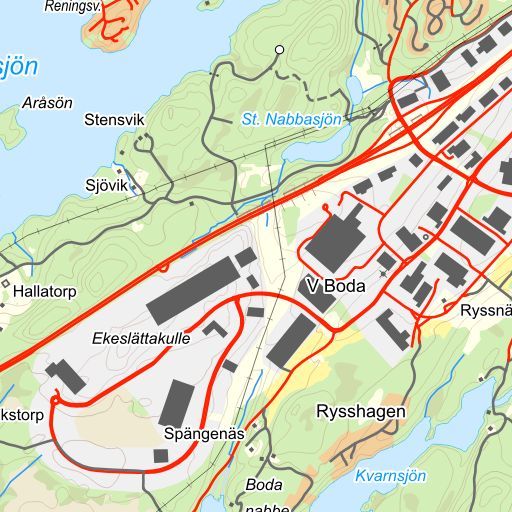 Reningsv.
sjön
Aråsön
Stensvik
St. Nabbasjön
Sjövik
Hallatorp
V Boda
Ryssnä
Ekeslättakulle
kstorp
Rysshagen
Spängenäs
Kvarnsjön
Boda
nabbe